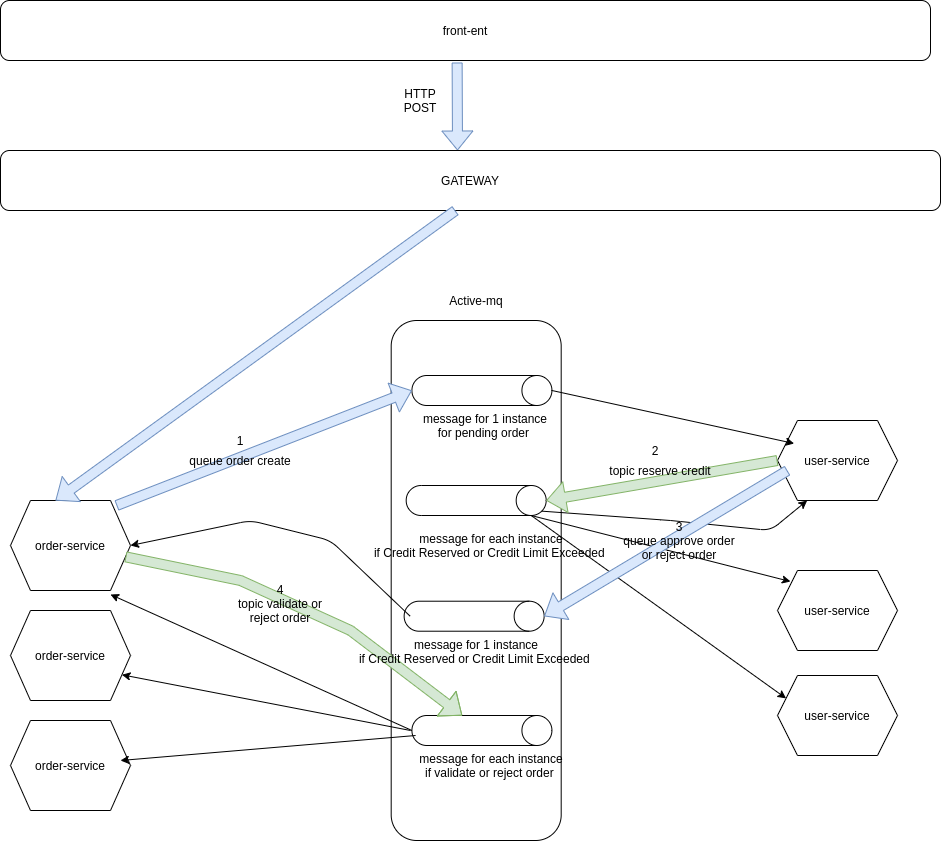 front-ent
HTTP
POST
GATEWAY
Active-mq
message for 1 instance
for pending order
1
queue order create
2
topic reserve credit
user-service
order-service
message for each instance
if Credit Reserved or Credit Limit Exceeded
3
queue approve order
or reject order
4
topic validate or
reject order
user-service
message for 1 instance
if Credit Reserved or Credit Limit Exceeded
order-service
user-service
message for each instance
if validate or reject order
order-service